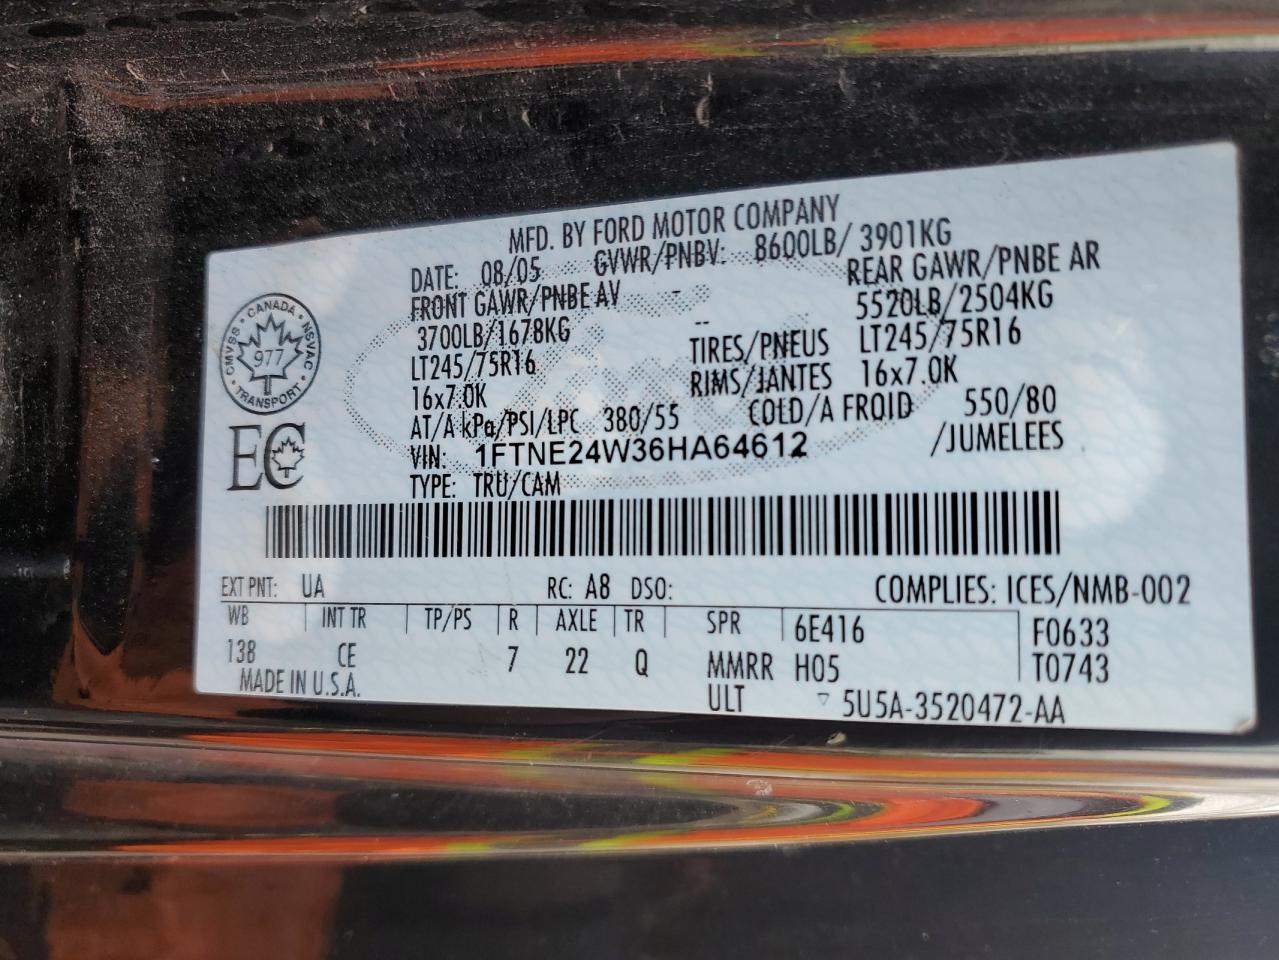 MFD. BY FORD MOTOR COMPANY
DATE: 08/05 GVWR/PNBV: 8600LB/ 3901KG
FRONT GAWR/PNBE AV - REAR GAWR/PNBE AR
3700LB/1678KG -- 5520LB/2504KG
LT245/75R16 TIRES/PNEUS LT245/75R16
16x7.0K RIMS/JANTES 16x7.0K
AT/A kPa/PSI/LPC 380/55 COLD/A FROID 550/80
VIN: 1FTNE24W36HA64612 /JUMELEES
TYPE: TRU/CAM
CANADA
CMVSS NSVAC
977
TRANSPORT
EC
EXT PNT: UA RC: A8 DSO: COMPLIES: ICES/NMB-002
WB INT TR TP/PS R AXLE TR SPR 6E416 F0633
138 CE 7 22 Q MMRR H05 T0743
MADE IN U.S.A. ULT ▽ 5U5A-3520472-AA